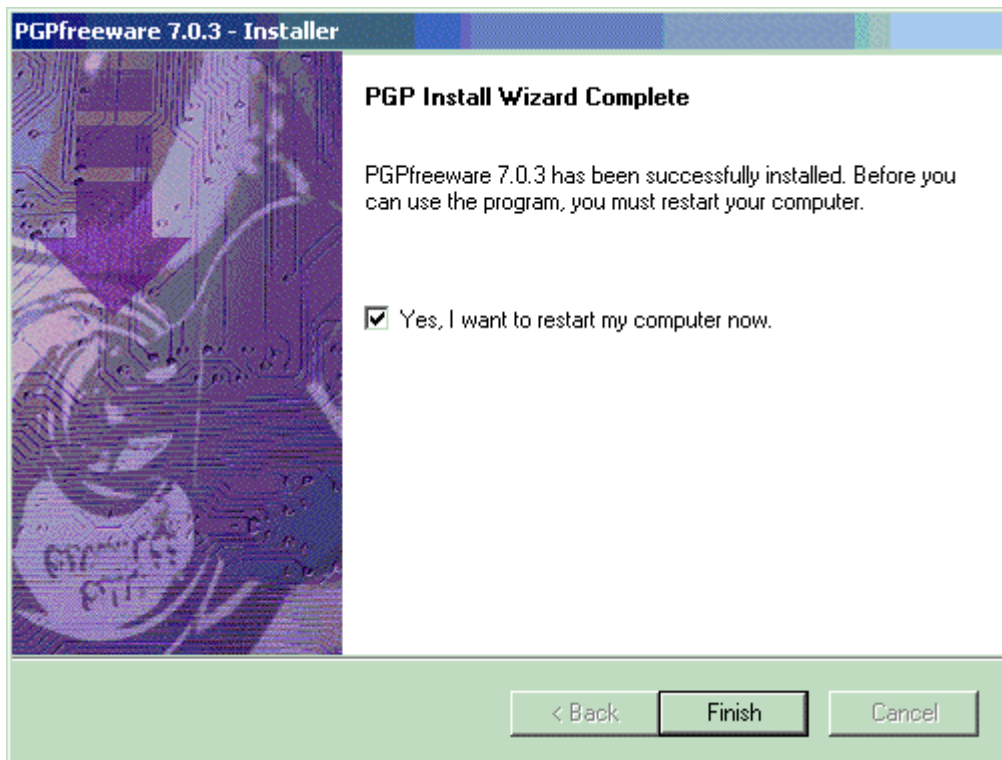 PGPfreeware 7.0.3 - Installer
PGP Install Wizard Complete
PGPfreeware 7.0.3 has been successfully installed. Before you
can use the program, you must restart your computer.
Yes, I want to restart my computer now.
< Back
Finish
Cancel